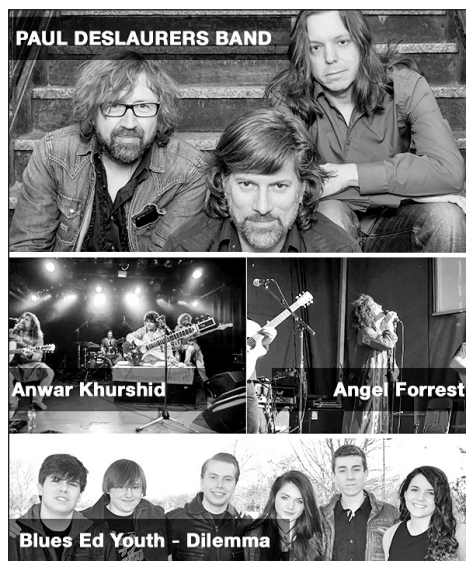 PAUL DESLAURERS BAND
Anwar Khurshid
Angel Forrest
Blues Ed Youth - Dilemma